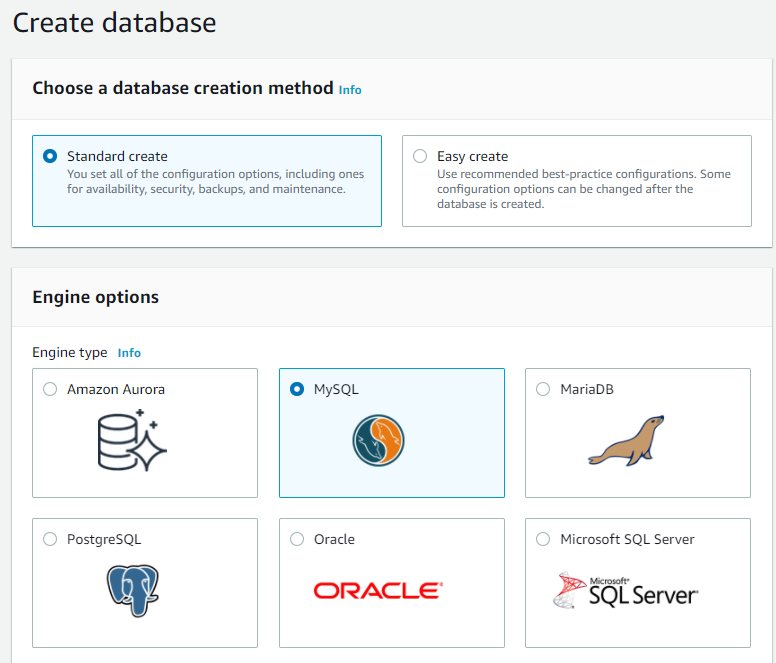 Create database
Choose a database creation method Info
Standard create
You set all of the configuration options, including ones
for availability, security, backups, and maintenance.
Easy create
Use recommended best-practice configurations. Some
configuration options can be changed after the
database is created.
Engine options
Engine type Info
Amazon Aurora
MySQL
MariaDB
PostgreSQL
Oracle
ORACLE
Microsoft SQL Server
Microsoft®
SQL Server